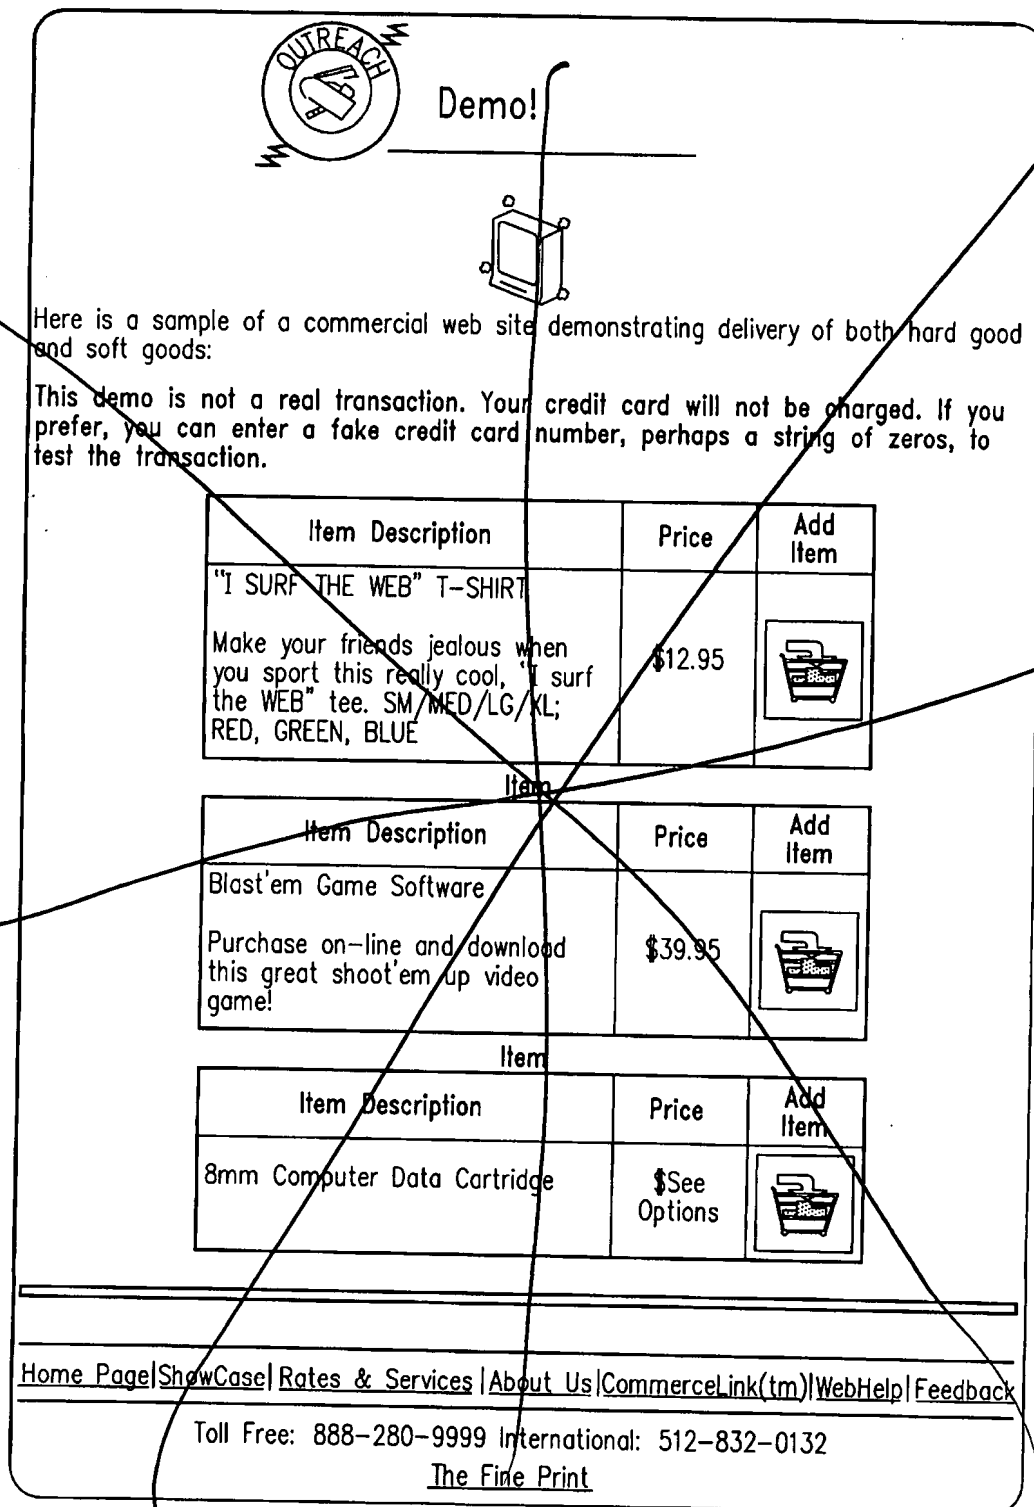 OUTREACH
Demo!
Here is a sample of a commercial web site demonstrating delivery of both hard good
and soft goods:
This demo is not a real transaction. Your credit card will not be charged. If you
prefer, you can enter a fake credit card number, perhaps a string of zeros, to
test the transaction.
Item Description Price Add Item
"I SURF THE WEB" T-SHIRT
Make your friends jealous when
you sport this really cool, "I surf
the WEB" tee. SM/MED/LG/XL;
RED, GREEN, BLUE
$12.95
Item
Item Description Price Add Item
Blast'em Game Software
Purchase on-line and download
this great shoot'em up video
game!
$39.95
Item
Item Description Price Add Item
8mm Computer Data Cartridge
$See
Options
Home Page|ShowCase|Rates & Services|About Us|CommerceLink(tm)|WebHelp|Feedback
Toll Free: 888-280-9999 International: 512-832-0132
The Fine Print